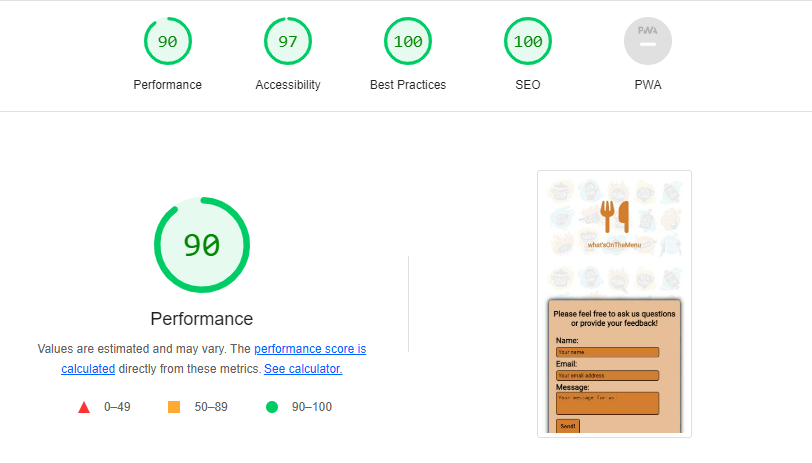 90
97
100
100
PWA
Performance
Accessibility
Best Practices
SEO
PWA
90
Performance
Values are estimated and may vary. The performance score is
calculated directly from these metrics. See calculator.
0–49
50–89
90–100
what'sOnTheMenu
Please feel free to ask us questions
or provide your feedback!
Name:
Your name
Email:
Your email address
Message:
Your message for us
Send!